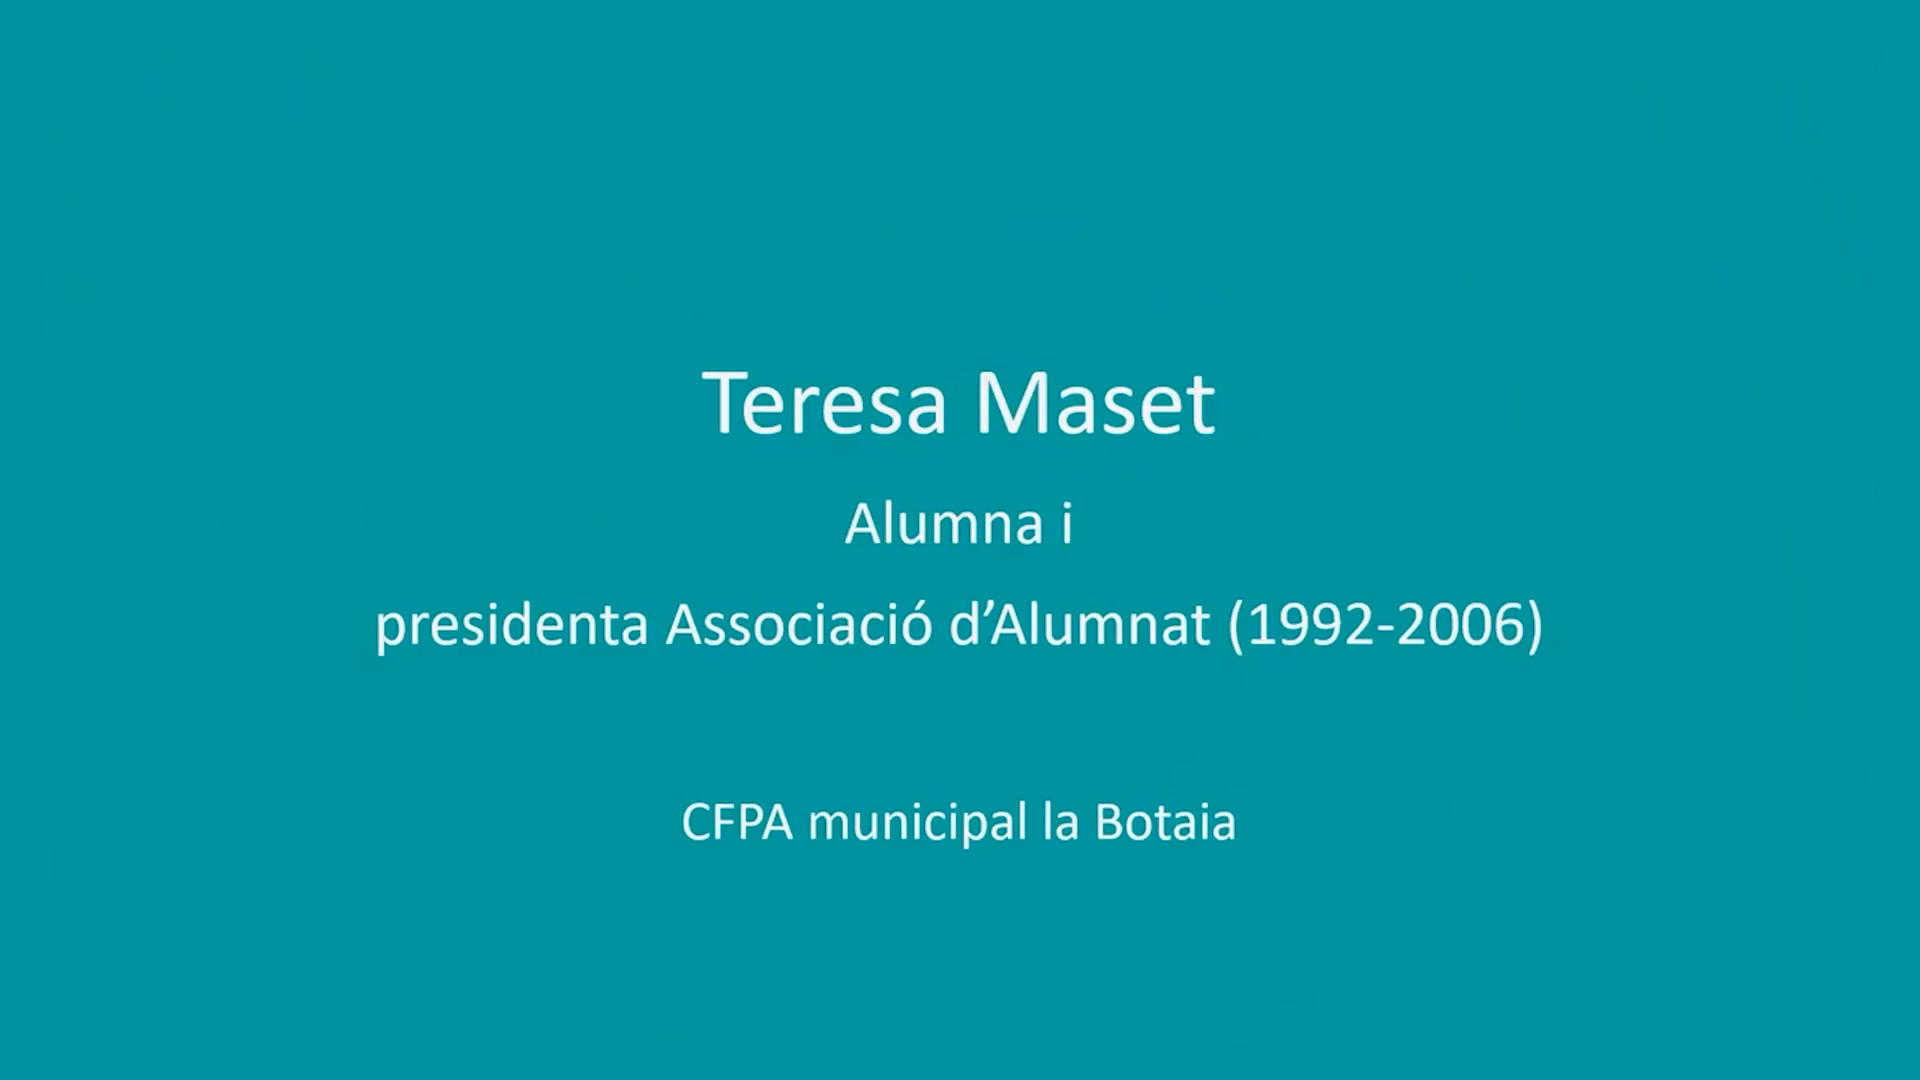 Teresa Maset
Alumna i
presidenta Associació d’Alumnat (1992-2006)
CFPA municipal la Botaia